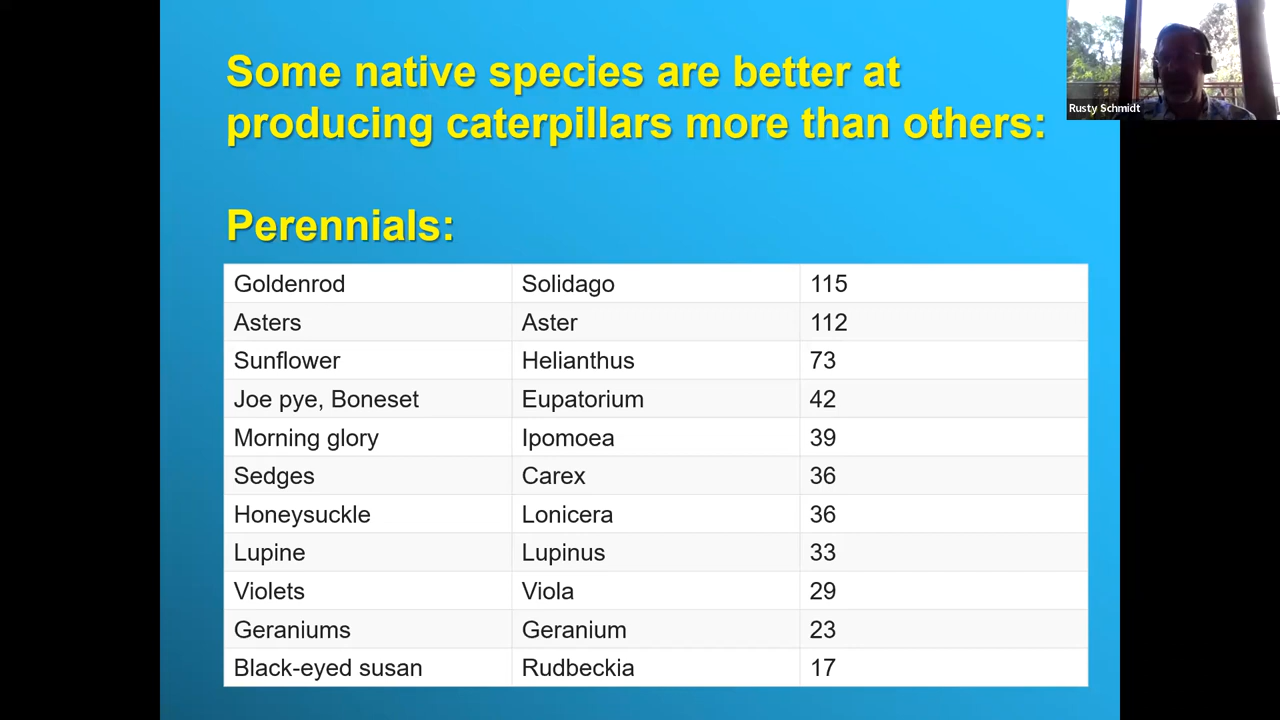 Some native species are better at
producing caterpillars more than others:
Rusty Schmidt
Perennials:
Goldenrod Solidago 115
Asters Aster 112
Sunflower Helianthus 73
Joe pye, Boneset Eupatorium 42
Morning glory Ipomoea 39
Sedges Carex 36
Honeysuckle Lonicera 36
Lupine Lupinus 33
Violets Viola 29
Geraniums Geranium 23
Black-eyed susan Rudbeckia 17